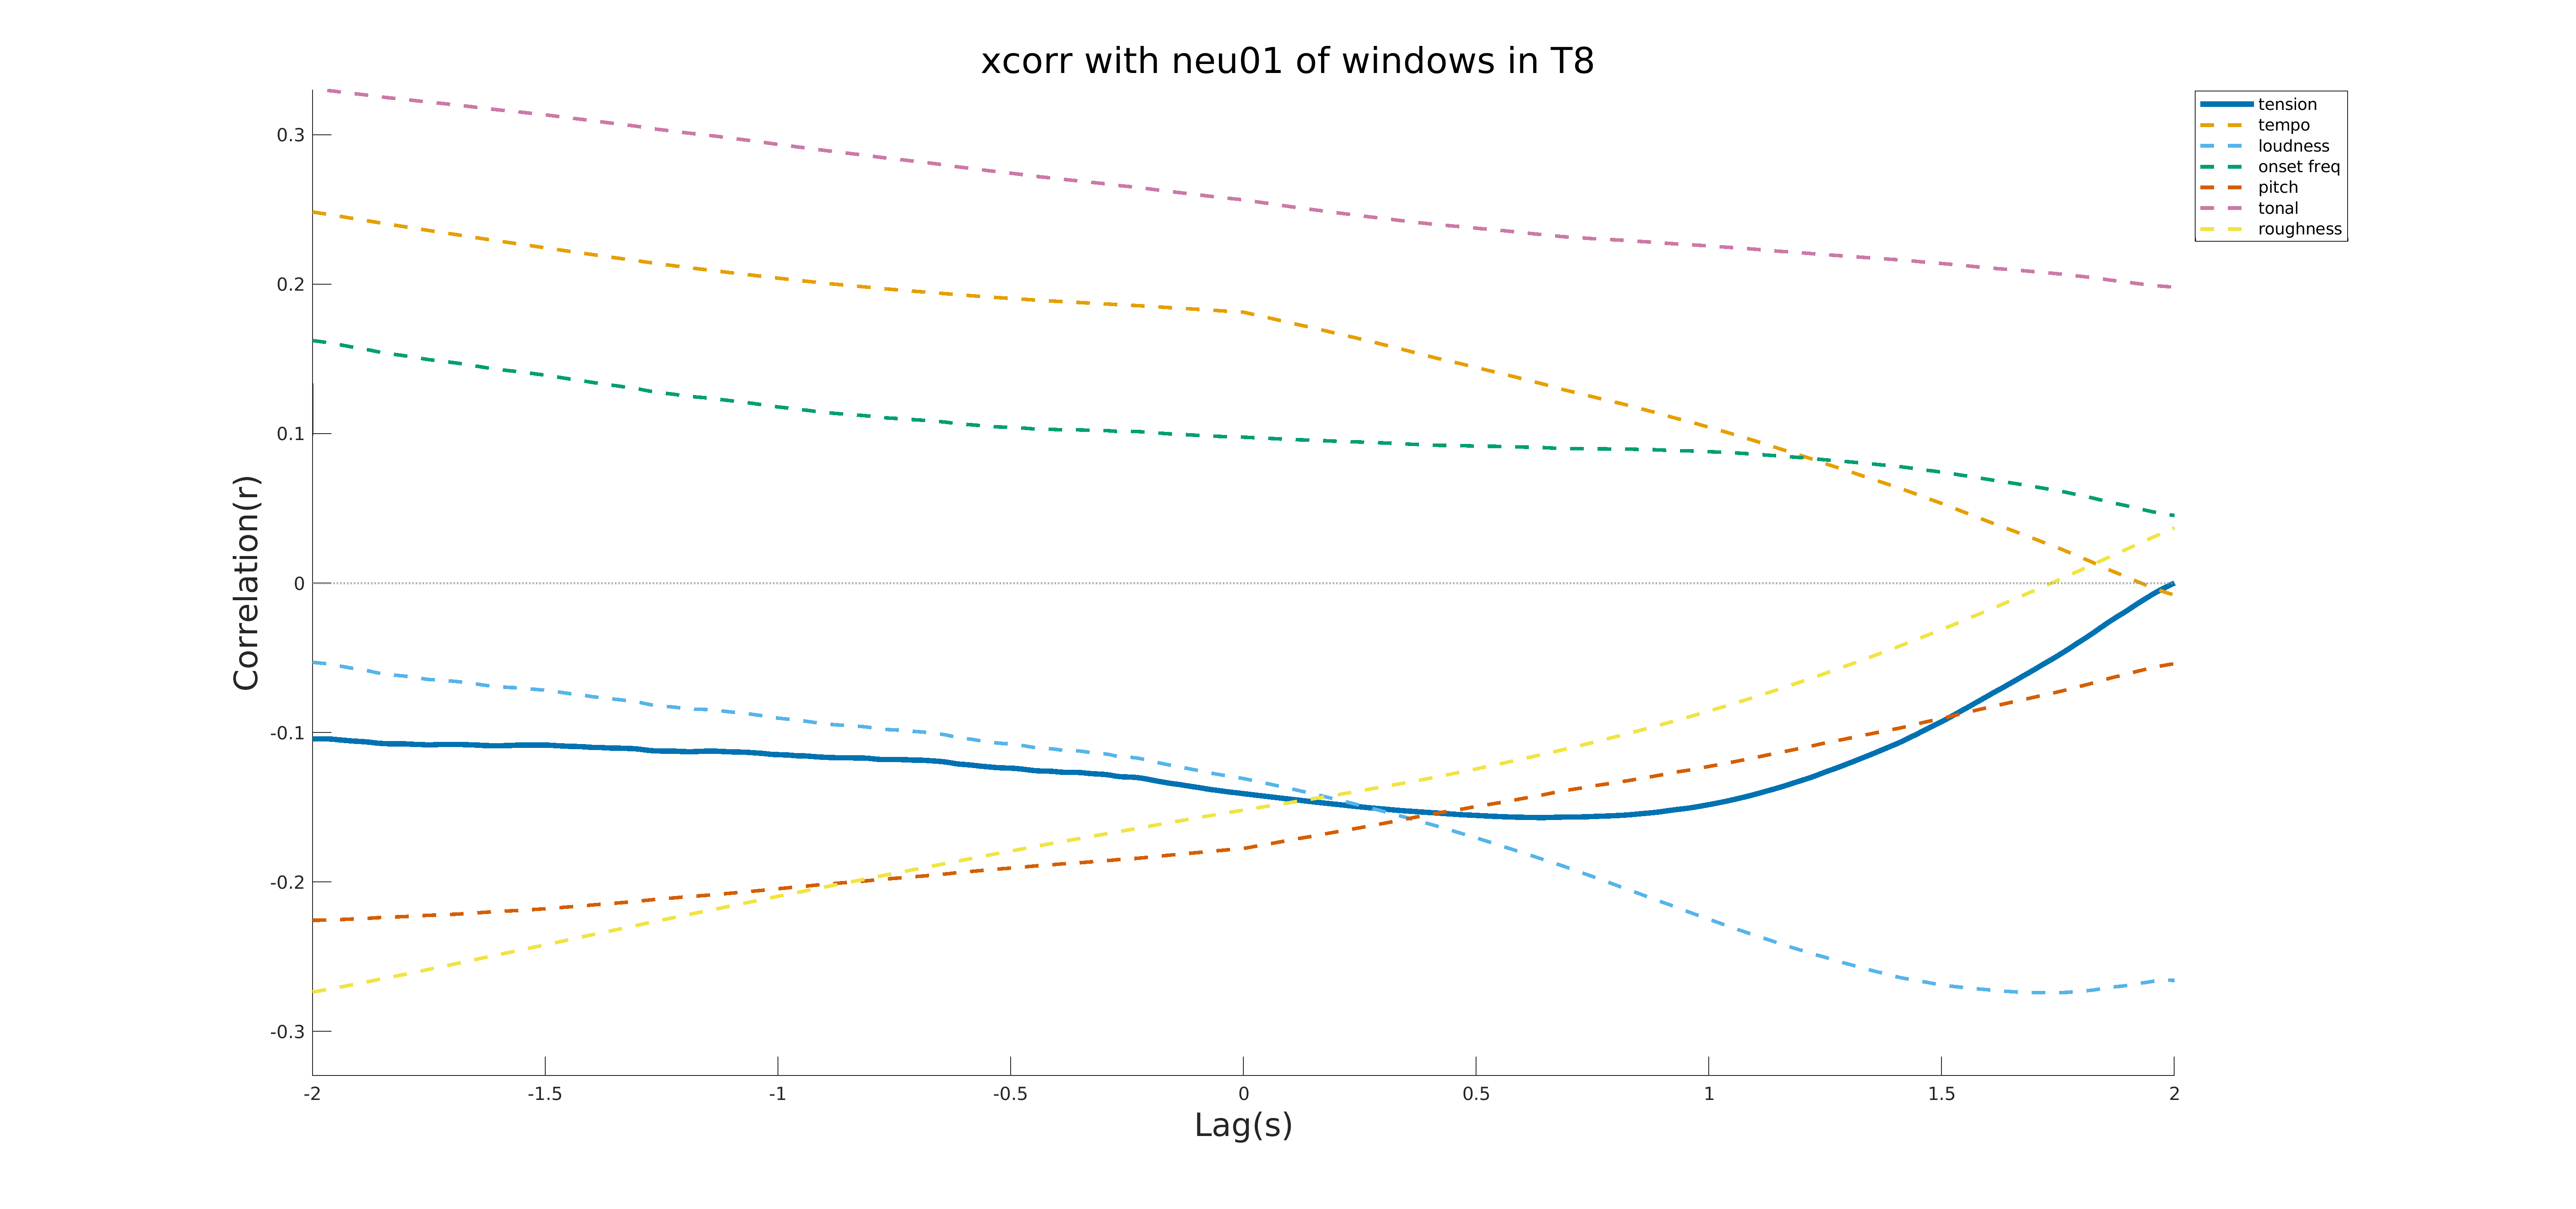 xcorr with neu01 of windows in T8
tension
tempo
loudness
onset freq
pitch
tonal
roughness
Correlation(r)
0.3
0.2
0.1
0
-0.1
-0.2
-0.3
-2
-1.5
-1
-0.5
0
0.5
1
1.5
2
Lag(s)